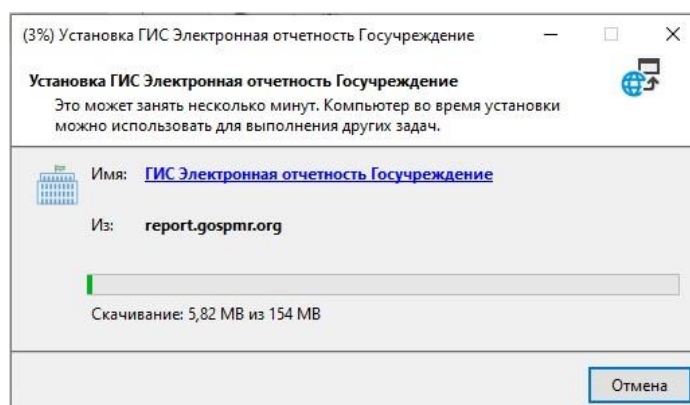 (3%) Установка ГИС Электронная отчетность Госучреждение
Установка ГИС Электронная отчетность Госучреждение
Это может занять несколько минут. Компьютер во время установки
можно использовать для выполнения других задач.
Имя: ГИС Электронная отчетность Госучреждение
Из: report.gospmr.org
Скачивание: 5,82 MB из 154 MB
Отмена